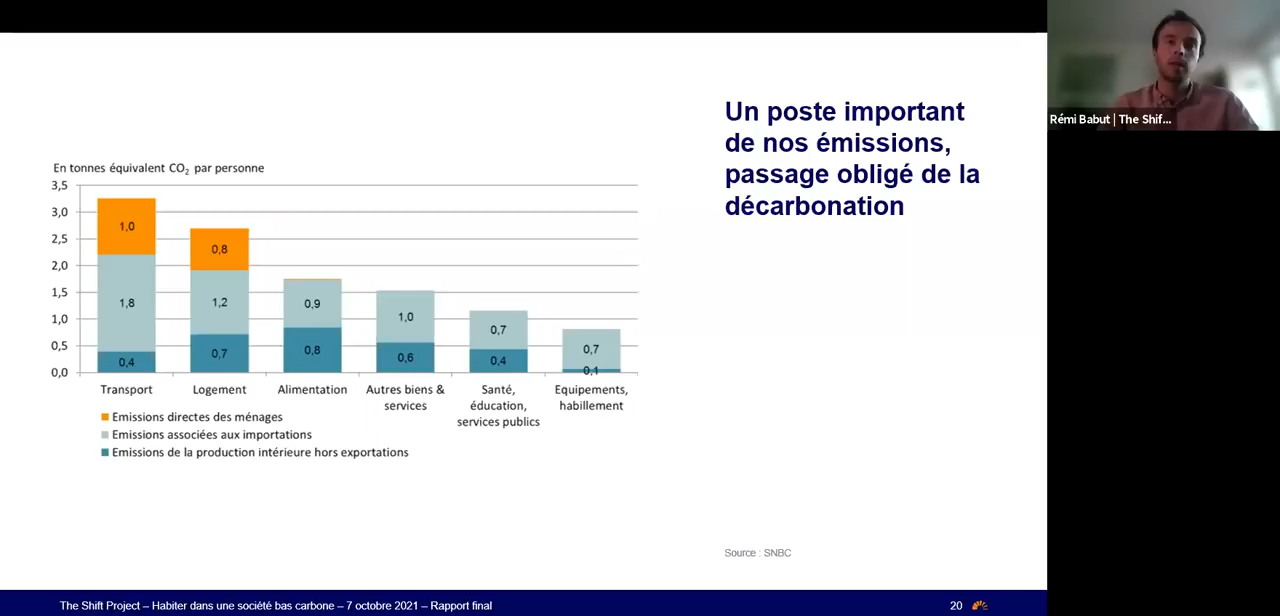 Un poste important
de nos émissions,
passage obligé de la
décarbonation
En tonnes équivalent CO₂ par personne
3,5
3,0
2,5
2,0
1,5
1,0
0,5
0,0
1,0
1,8
0,4
0,8
1,2
0,7
0,9
0,8
1,0
0,6
0,7
0,4
0,7
0,1
Transport
Logement
Alimentation
Autres biens &
services
Santé,
éducation,
services publics
Equipements,
habillement
Emissions directes des ménages
Emissions associées aux importations
Emissions de la production intérieure hors exportations
Source : SNBC
The Shift Project – Habiter dans une société bas carbone – 7 octobre 2021 – Rapport final
20
Rémi Babut | The Shif...